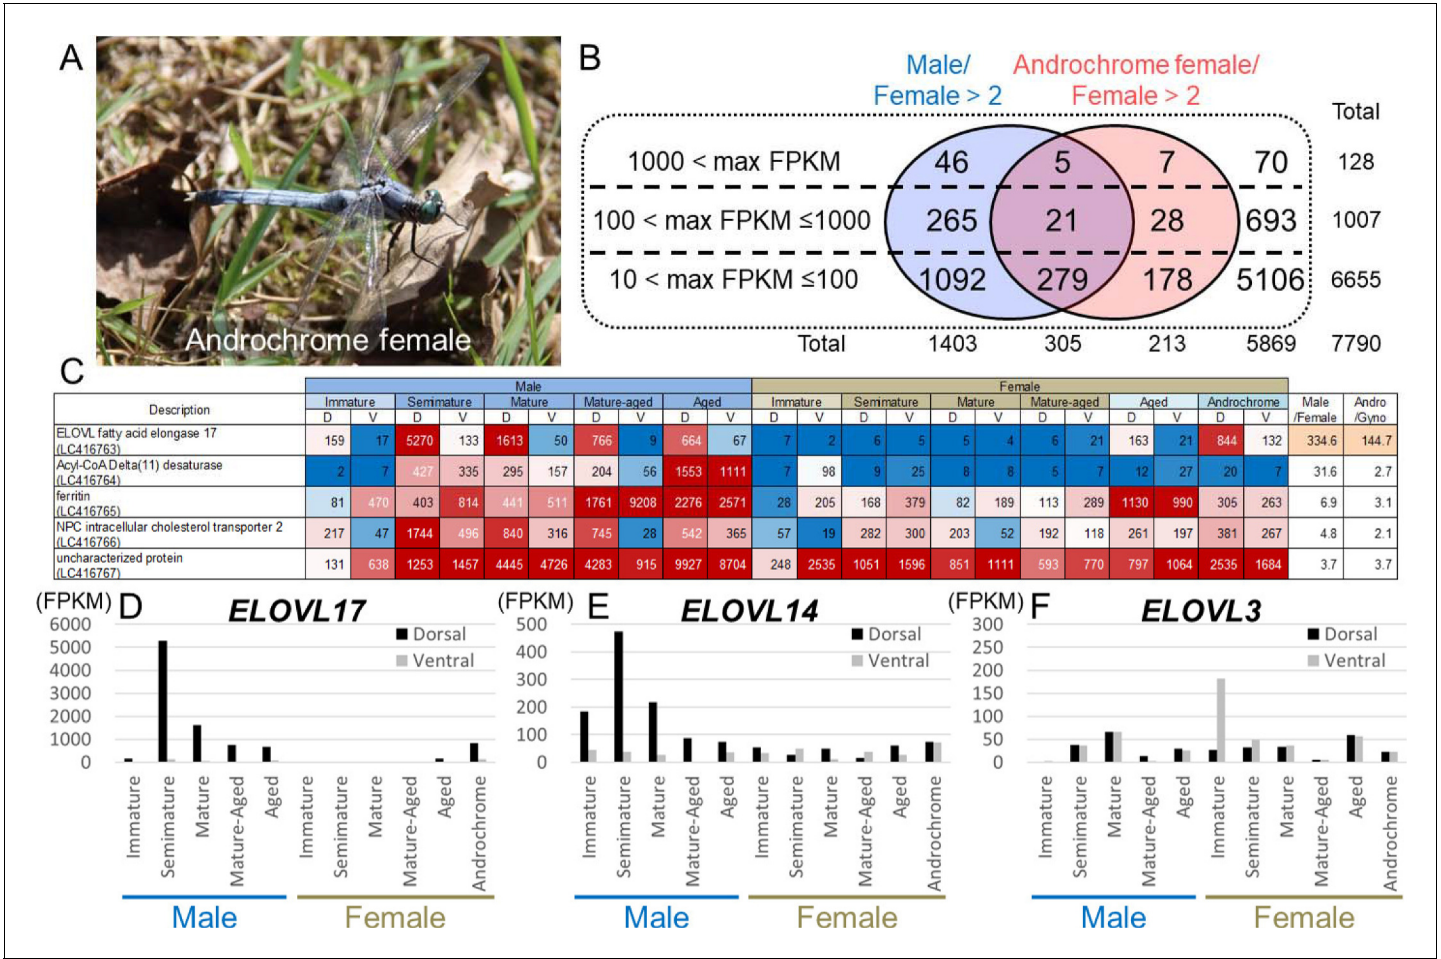 A
Androchrome female
B
Male/
Female > 2
Androchrome female/
Female > 2
Total
1000 < max FPKM 46 5 7 70 128
100 < max FPKM ≤1000 265 21 28 693 1007
10 < max FPKM ≤100 1092 279 178 5106 6655
Total 1403 305 213 5869 7790
C
Description
Male Female
Immature Semimature Mature Mature-aged Aged Immature Semimature Mature Mature-aged Aged Androchrome
D V D V D V D V D V D V D V D V D V D V D V
Male
/Female
Andro
/Gyno
ELOVL fatty acid elongase 17
(LC416763)
159 17 5270 133 1613 50 766 9 664 67 7 2 6 5 5 4 6 21 163 21 844 132 334.6 144.7
Acyl-CoA Delta(11) desaturase
(LC416764)
2 7 427 335 295 157 204 56 1553 1111 7 98 9 25 8 8 5 7 12 27 20 7 31.6 2.7
ferritin
(LC416765)
81 470 403 814 441 511 1761 9208 2276 2571 28 205 168 379 82 189 113 289 1130 990 305 263 6.9 3.1
NPC intracellular cholesterol transporter 2
(LC416766)
217 47 1744 496 840 316 745 28 542 365 57 19 282 300 203 52 192 118 261 197 381 267 4.8 2.1
uncharacterized protein
(LC416767)
131 638 1253 1457 4445 4726 4283 915 9927 8704 248 2535 1051 1596 851 1111 593 770 797 1064 2535 1684 3.7 3.7
(FPKM) D
ELOVL17
Dorsal
Ventral
6000
5000
4000
3000
2000
1000
0
Immature
Semimature
Mature
Mature-Aged
Aged
Immature
Semimature
Mature
Mature-Aged
Aged
Androchrome
Male Female
(FPKM) E
ELOVL14
Dorsal
Ventral
500
400
300
200
100
0
Immature
Semimature
Mature
Mature-Aged
Aged
Immature
Semimature
Mature
Mature-Aged
Aged
Androchrome
Male Female
(FPKM) F
ELOVL3
Dorsal
Ventral
300
250
200
150
100
50
0
Immature
Semimature
Mature
Mature-Aged
Aged
Immature
Semimature
Mature
Mature-Aged
Aged
Androchrome
Male Female